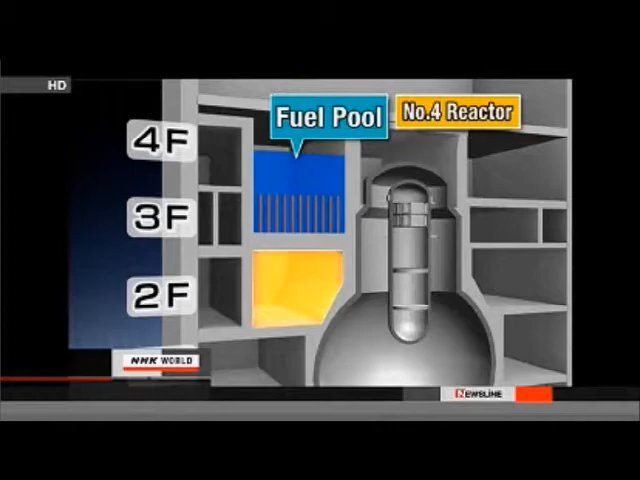 HD
Fuel Pool
No.4 Reactor
4F
3F
2F
NHK WORLD
NEWSLINE